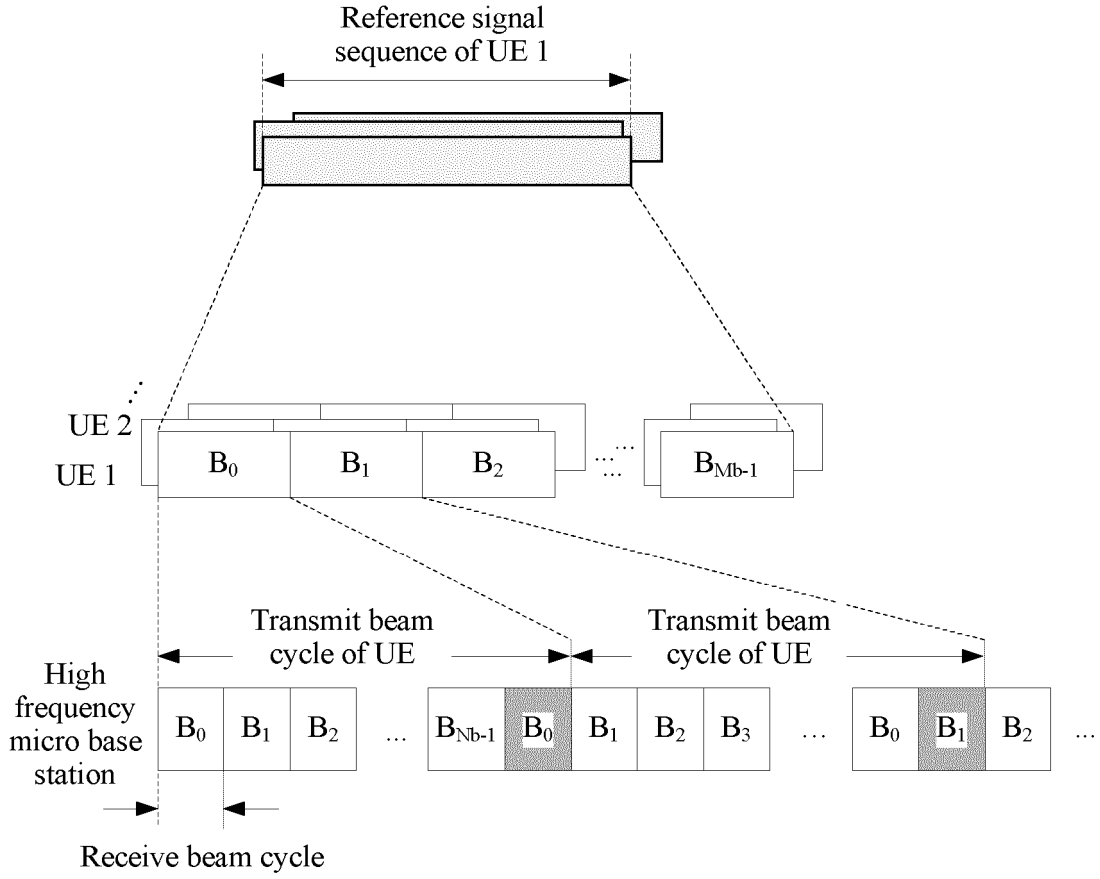 Reference signal
sequence of UE 1
⋰
UE 2
UE 1
B₀ B₁ B₂ ... ... ... B_Mb-1
Transmit beam
cycle of UE
Transmit beam
cycle of UE
High
frequency
micro base
station
B₀ B₁ B₂ ... B_Nb-1 B₀ B₁ B₂ B₃ ... B₀ B₁ B₂ ...
Receive beam cycle